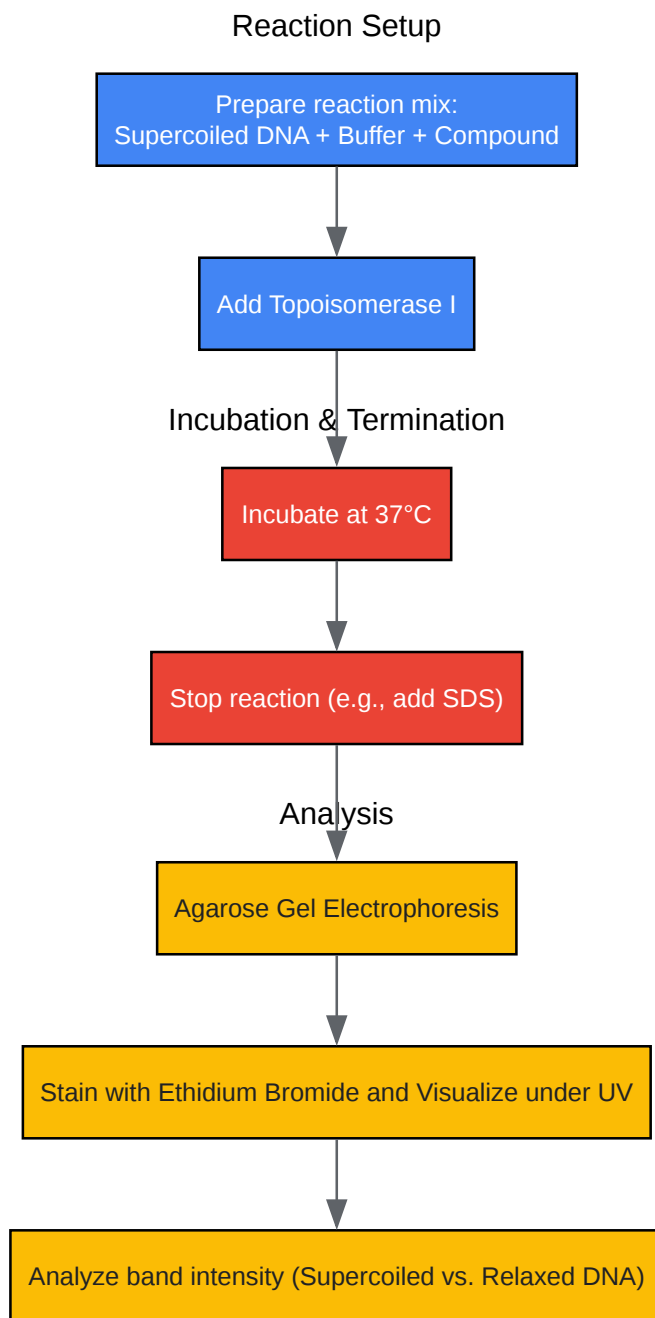 Reaction Setup
Prepare reaction mix:
Supercoiled DNA + Buffer + Compound
Add Topoisomerase I
Incubation & Termination
Incubate at 37°C
Stop reaction (e.g., add SDS)
Analysis
Agarose Gel Electrophoresis
Stain with Ethidium Bromide and Visualize under UV
Analyze band intensity (Supercoiled vs. Relaxed DNA)